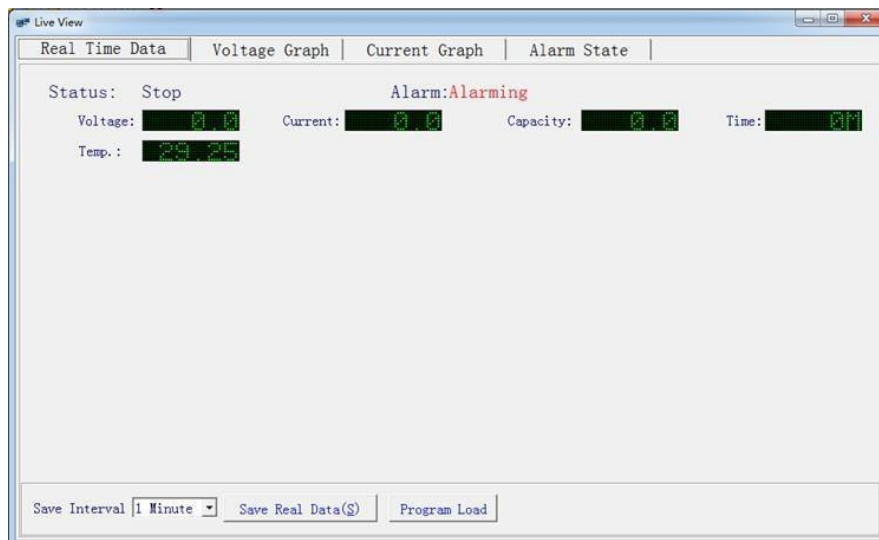 Live View
Real Time Data Voltage Graph Current Graph Alarm State
Status: Stop Alarm:Alarming
Voltage: 0.0 Current: 0.0 Capacity: 0.0 Time: 0M
Temp.: 29.25
Save Interval 1 Minute Save Real Data(S) Program Load